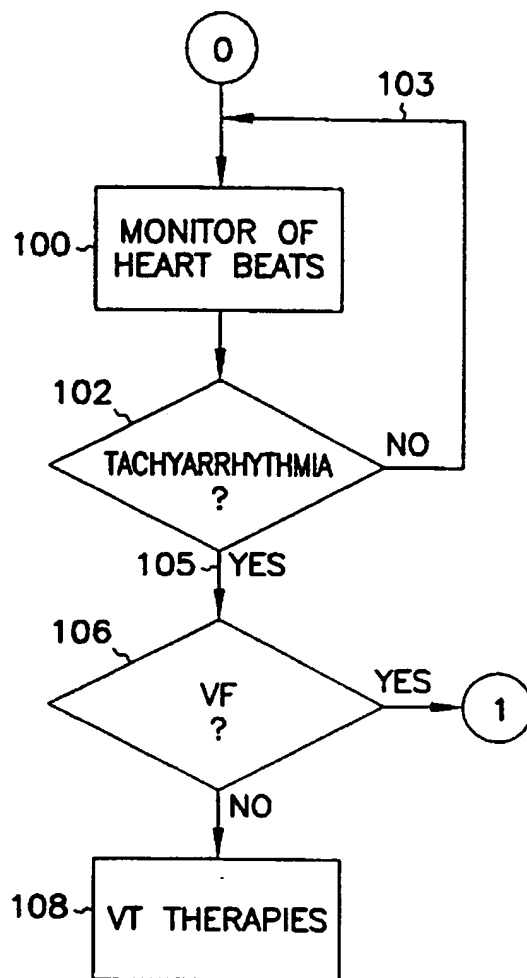 0
103
100
MONITOR OF
HEART BEATS
102
TACHYARRHYTHMIA
?
NO
105
YES
106
VF
?
YES
1
NO
108
VT THERAPIES